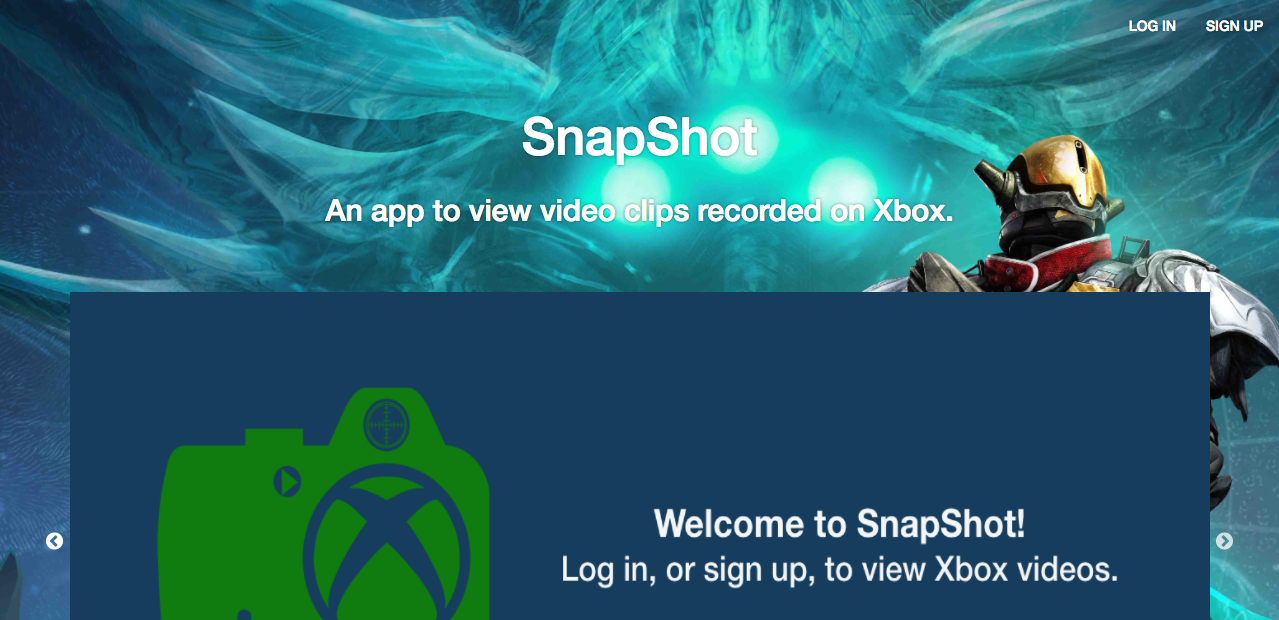 LOG IN SIGN UP
SnapShot
An app to view video clips recorded on Xbox.
Welcome to SnapShot!
Log in, or sign up, to view Xbox videos.